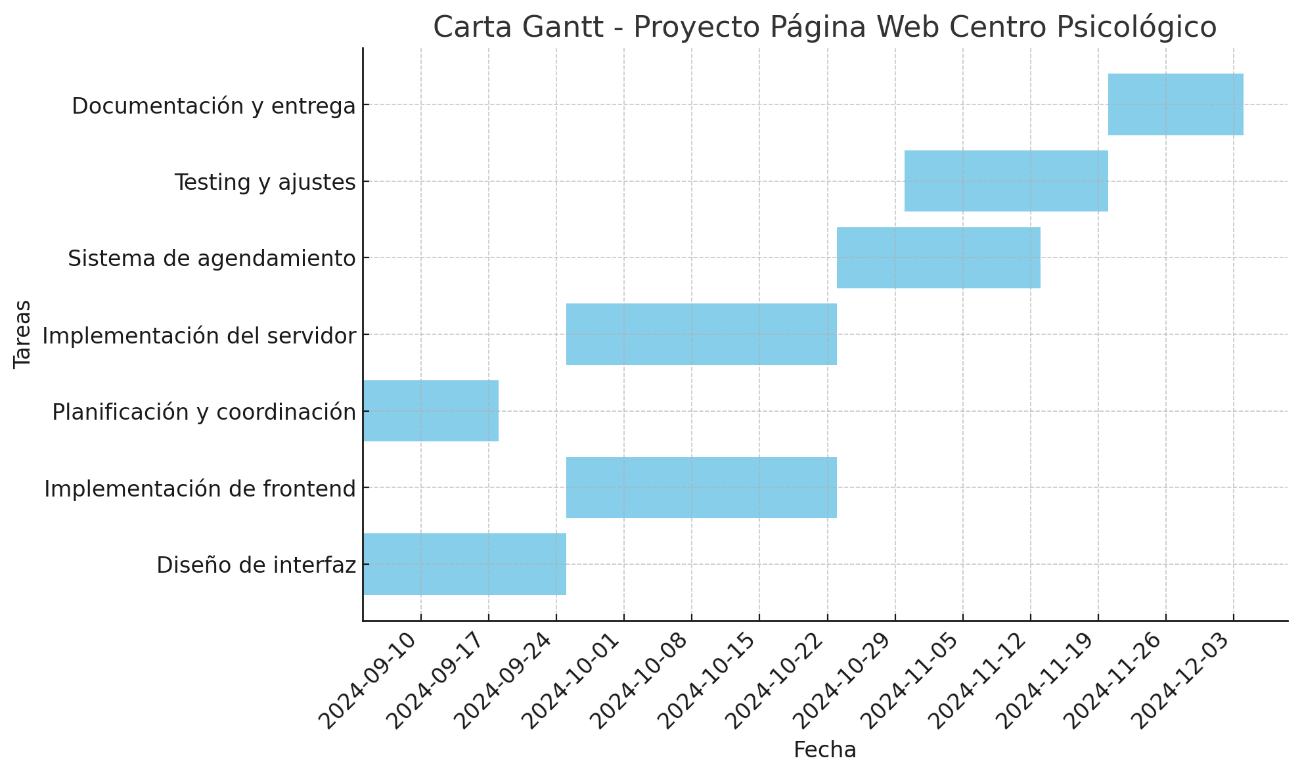 Carta Gantt - Proyecto Página Web Centro Psicológico
Tareas
Documentación y entrega
Testing y ajustes
Sistema de agendamiento
Implementación del servidor
Planificación y coordinación
Implementación de frontend
Diseño de interfaz
2024-09-10
2024-09-17
2024-09-24
2024-10-01
2024-10-08
2024-10-15
2024-10-22
2024-10-29
2024-11-05
2024-11-12
2024-11-19
2024-11-26
2024-12-03
Fecha